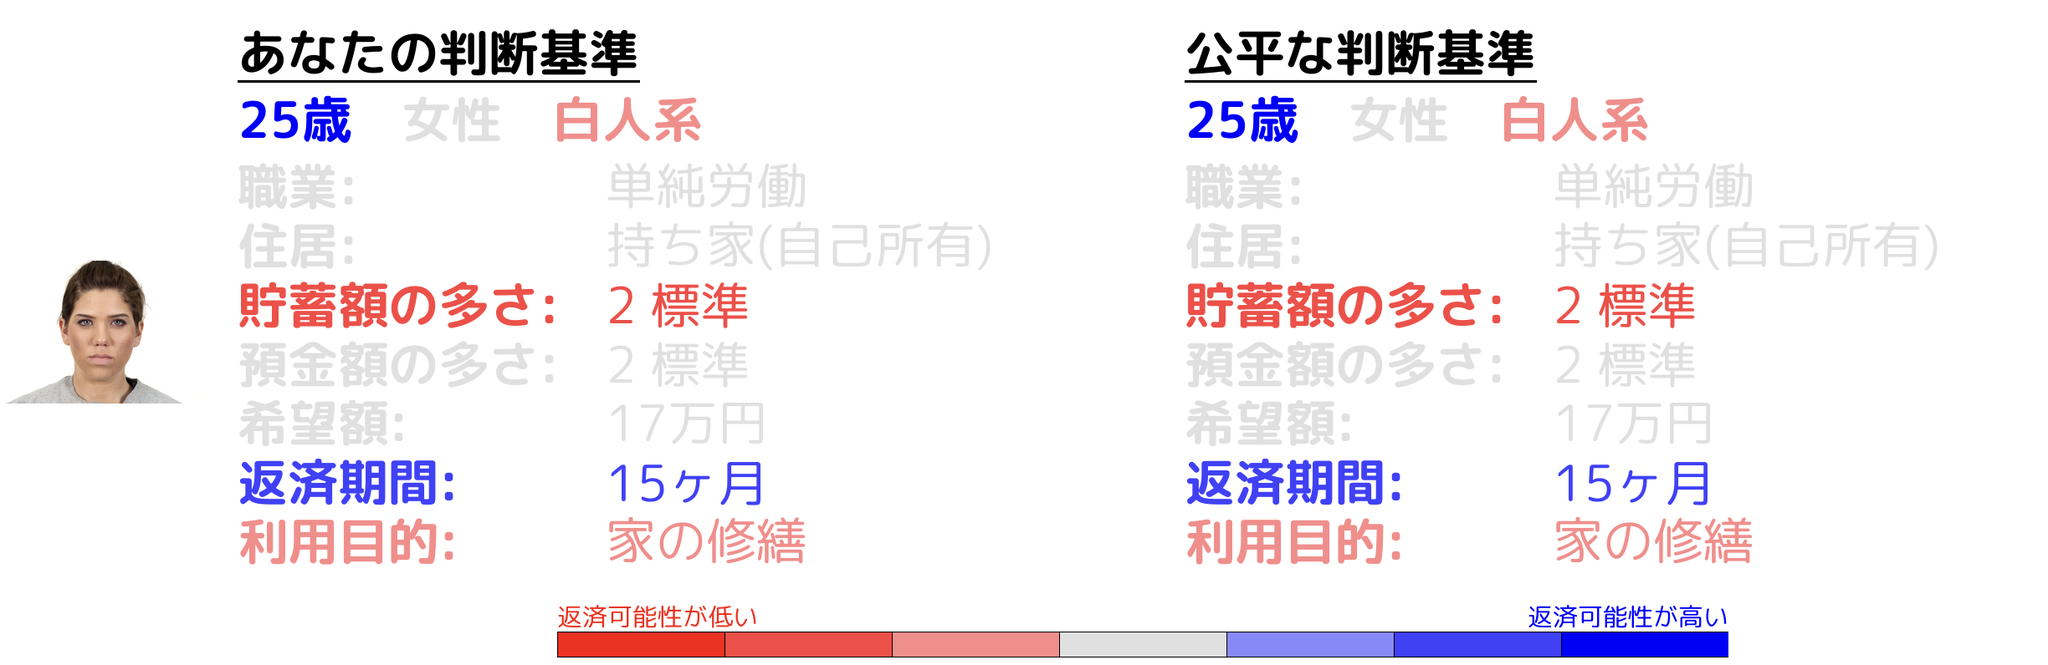 あなたの判断基準
25歳 女性 白人系
職業: 単純労働
住居: 持ち家(自己所有)
貯蓄額の多さ: 2 標準
預金額の多さ: 2 標準
希望額: 17万円
返済期間: 15ヶ月
利用目的: 家の修繕
公平な判断基準
25歳 女性 白人系
職業: 単純労働
住居: 持ち家(自己所有)
貯蓄額の多さ: 2 標準
預金額の多さ: 2 標準
希望額: 17万円
返済期間: 15ヶ月
利用目的: 家の修繕
返済可能性が低い
返済可能性が高い